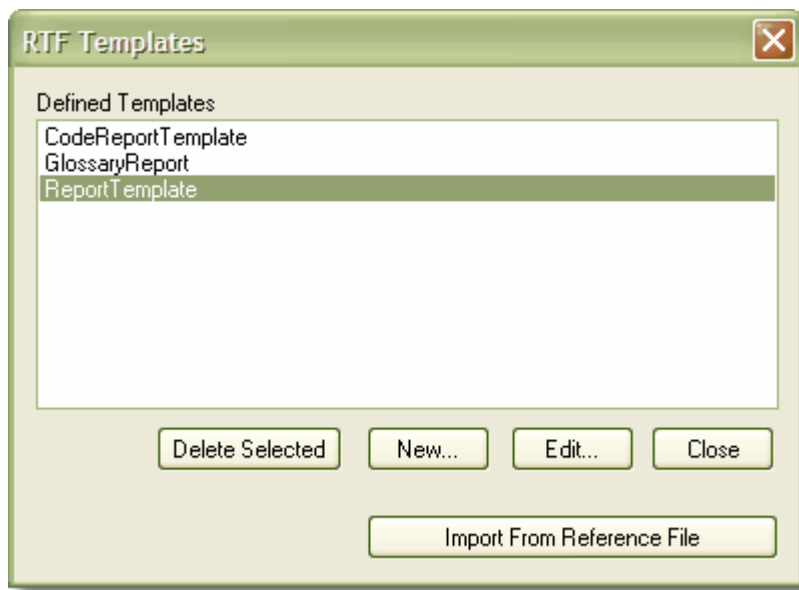 RTF Templates
Defined Templates
CodeReportTemplate
GlossaryReport
ReportTemplate
Delete Selected
New...
Edit...
Close
Import From Reference File